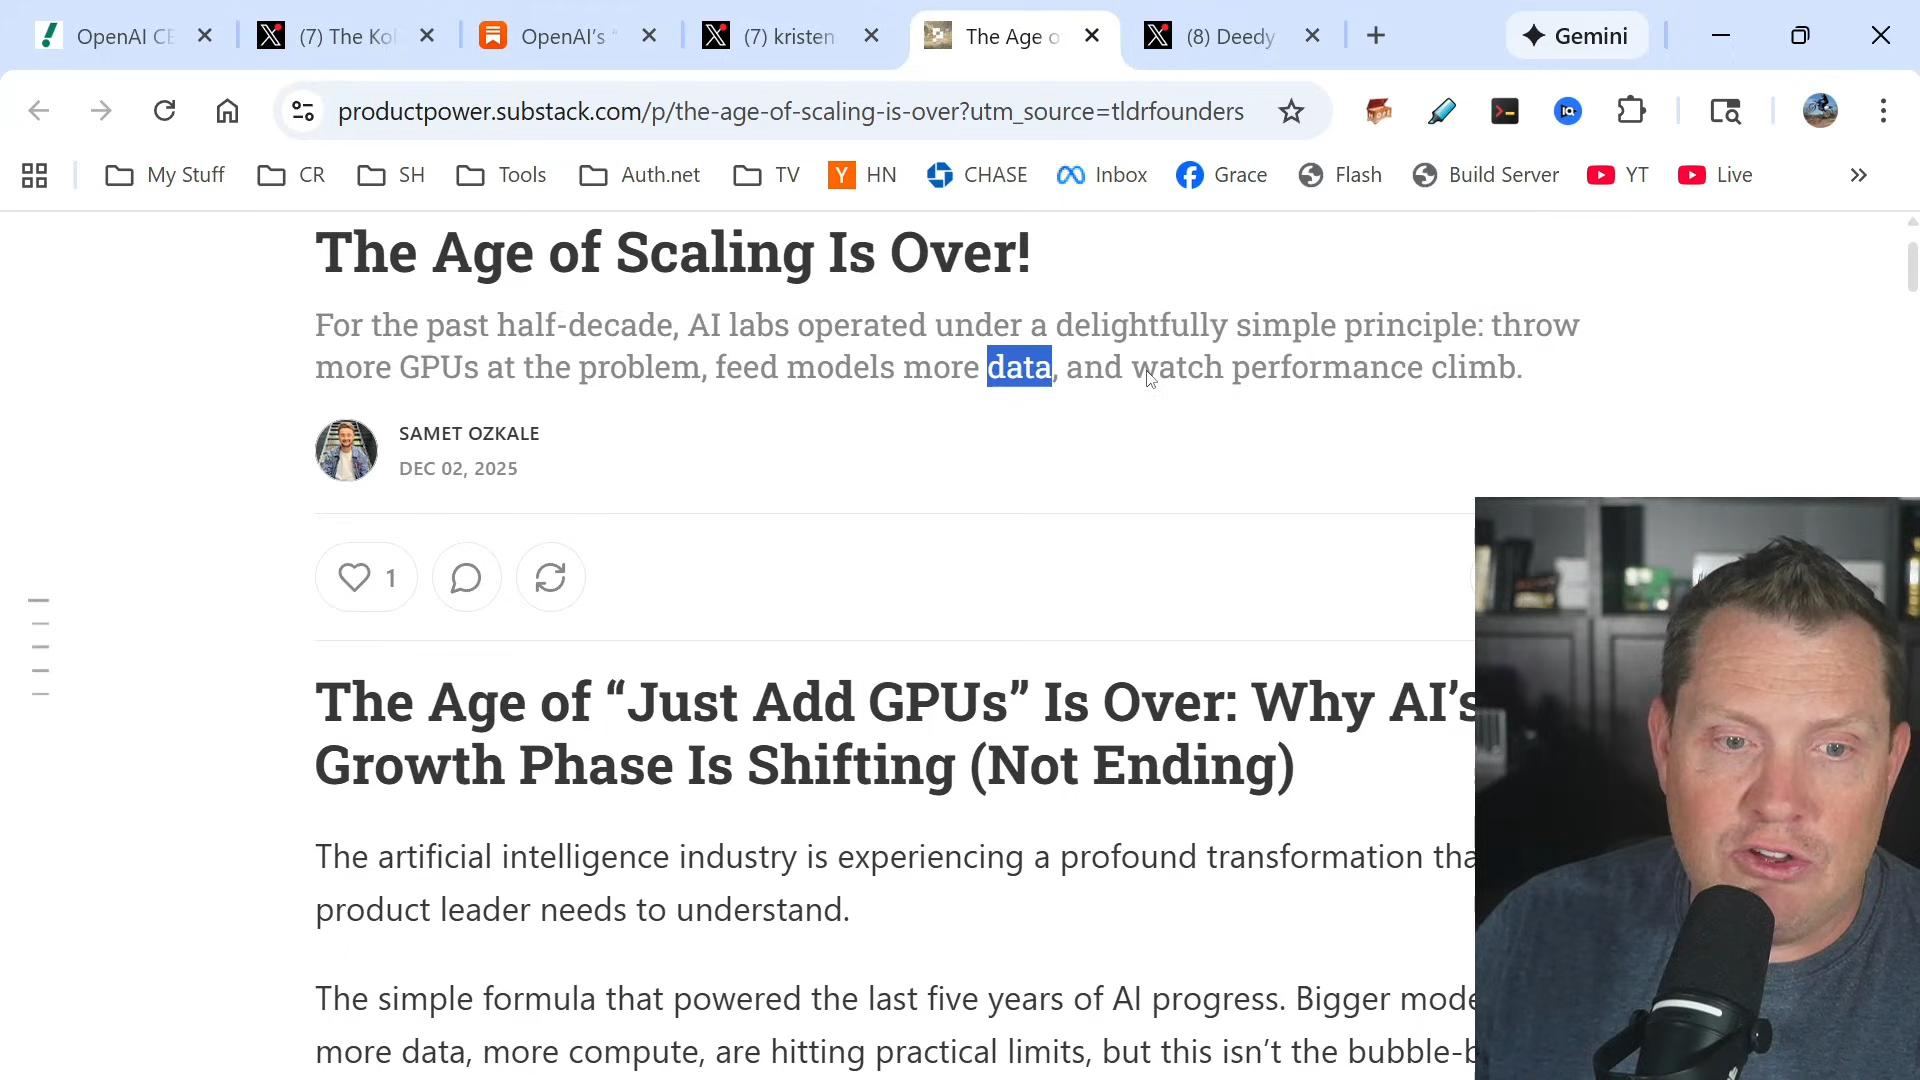 OpenAI CE
(7) The Kol
OpenAI's "
(7) kristen
The Age o
(8) Deedy
Gemini
productpower.substack.com/p/the-age-of-scaling-is-over?utm_source=tldrfounders
My Stuff
CR
SH
Tools
Auth.net
TV
Y HN
CHASE
Inbox
Grace
Flash
Build Server
YT
Live
The Age of Scaling Is Over!
For the past half-decade, AI labs operated under a delightfully simple principle: throw
more GPUs at the problem, feed models more data, and watch performance climb.
SAMET OZKALE
DEC 02, 2025
1
The Age of “Just Add GPUs” Is Over: Why AI’s
Growth Phase Is Shifting (Not Ending)
The artificial intelligence industry is experiencing a profound transformation tha
product leader needs to understand.
The simple formula that powered the last five years of AI progress. Bigger mode
more data, more compute, are hitting practical limits, but this isn’t the bubble-b